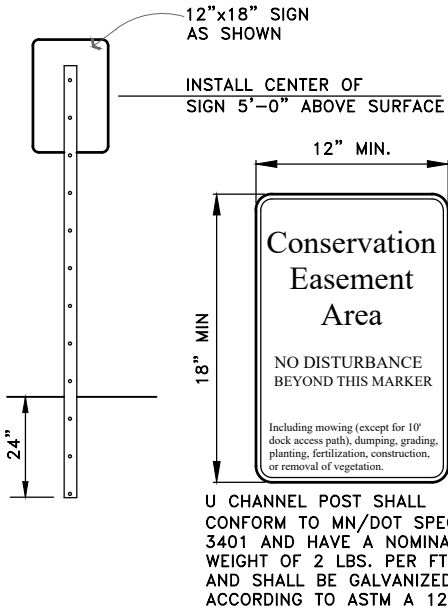 12"x18" SIGN
AS SHOWN
INSTALL CENTER OF
SIGN 5'-0" ABOVE SURFACE
12" MIN.
18" MIN
Conservation
Easement
Area
NO DISTURBANCE
BEYOND THIS MARKER
Including mowing (except for 10'
dock access path), dumping, grading,
planting, fertilization, construction,
or removal of vegetation.
24"
U CHANNEL POST SHALL
CONFORM TO MN/DOT
3401 AND HAVE A
WEIGHT OF 2 LBS. PER FT
AND SHALL BE GALVANIZED
ACCORDING TO ASTM A